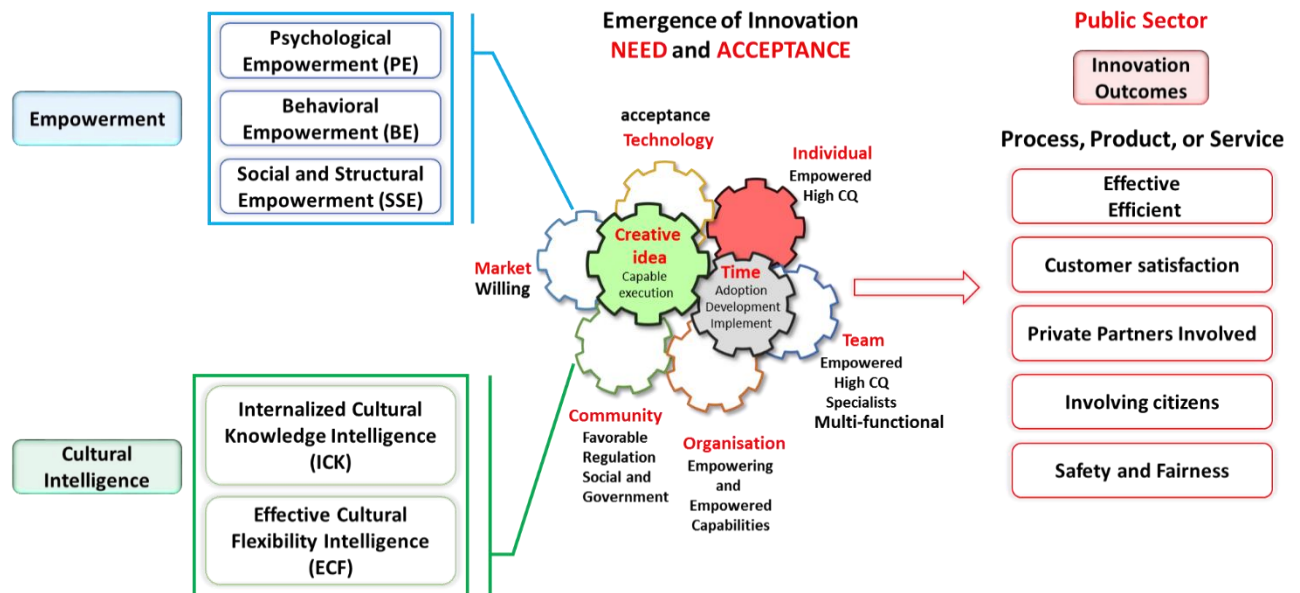 Empowerment
Psychological
Empowerment (PE)
Behavioral
Empowerment (BE)
Social and Structural
Empowerment (SSE)
Cultural
Intelligence
Internalized Cultural
Knowledge Intelligence
(ICK)
Effective Cultural
Flexibility Intelligence
(ECF)
Emergence of Innovation
NEED and ACCEPTANCE
acceptance
Technology
Individual
Empowered
High CQ
Creative
idea
Capable
execution
Time
Adoption
Development
Implement
Market
Willing
Team
Empowered
High CQ
Specialists
Multi-functional
Community
Favorable
Regulation
Social and
Government
Organisation
Empowering
and
Empowered
Capabilities
Public Sector
Innovation
Outcomes
Process, Product, or Service
Effective
Efficient
Customer satisfaction
Private Partners Involved
Involving citizens
Safety and Fairness